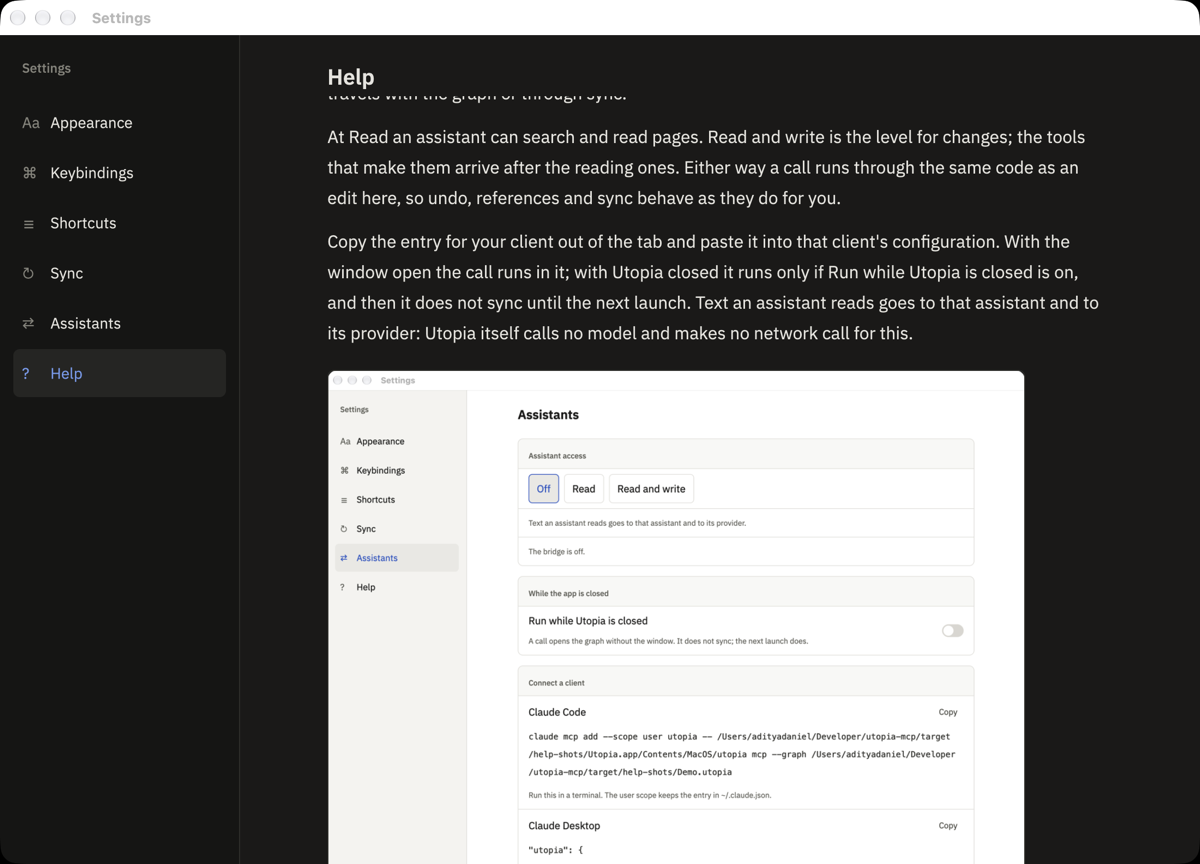 Settings
Settings
Aa Appearance
⌘ Keybindings
≡ Shortcuts
↻ Sync
⇄ Assistants
? Help
Help
travels with the graph or through sync.
At Read an assistant can search and read pages. Read and write is the level for changes; the tools
that make them arrive after the reading ones. Either way a call runs through the same code as an
edit here, so undo, references and sync behave as they do for you.
Copy the entry for your client out of the tab and paste it into that client's configuration. With the
window open the call runs in it; with Utopia closed it runs only if Run while Utopia is closed is on,
and then it does not sync until the next launch. Text an assistant reads goes to that assistant and to
its provider: Utopia itself calls no model and makes no network call for this.
Settings
Settings
Aa Appearance
⌘ Keybindings
≡ Shortcuts
↻ Sync
⇄ Assistants
? Help
Assistants
Assistant access
Off Read Read and write
Text an assistant reads goes to that assistant and to its provider.
The bridge is off.
While the app is closed
Run while Utopia is closed
A call opens the graph without the window. It does not sync; the next launch does.
Connect a client
Claude Code Copy
claude mcp add --scope user utopia -- /Users/adityadaniel/Developer/utopia-mcp/target
/help-shots/Utopia.app/Contents/MacOS/utopia mcp --graph /Users/adityadaniel/Developer
/utopia-mcp/target/help-shots/Demo.utopia
Run this in a terminal. The user scope keeps the entry in ~/.claude.json.
Claude Desktop Copy
"utopia": {